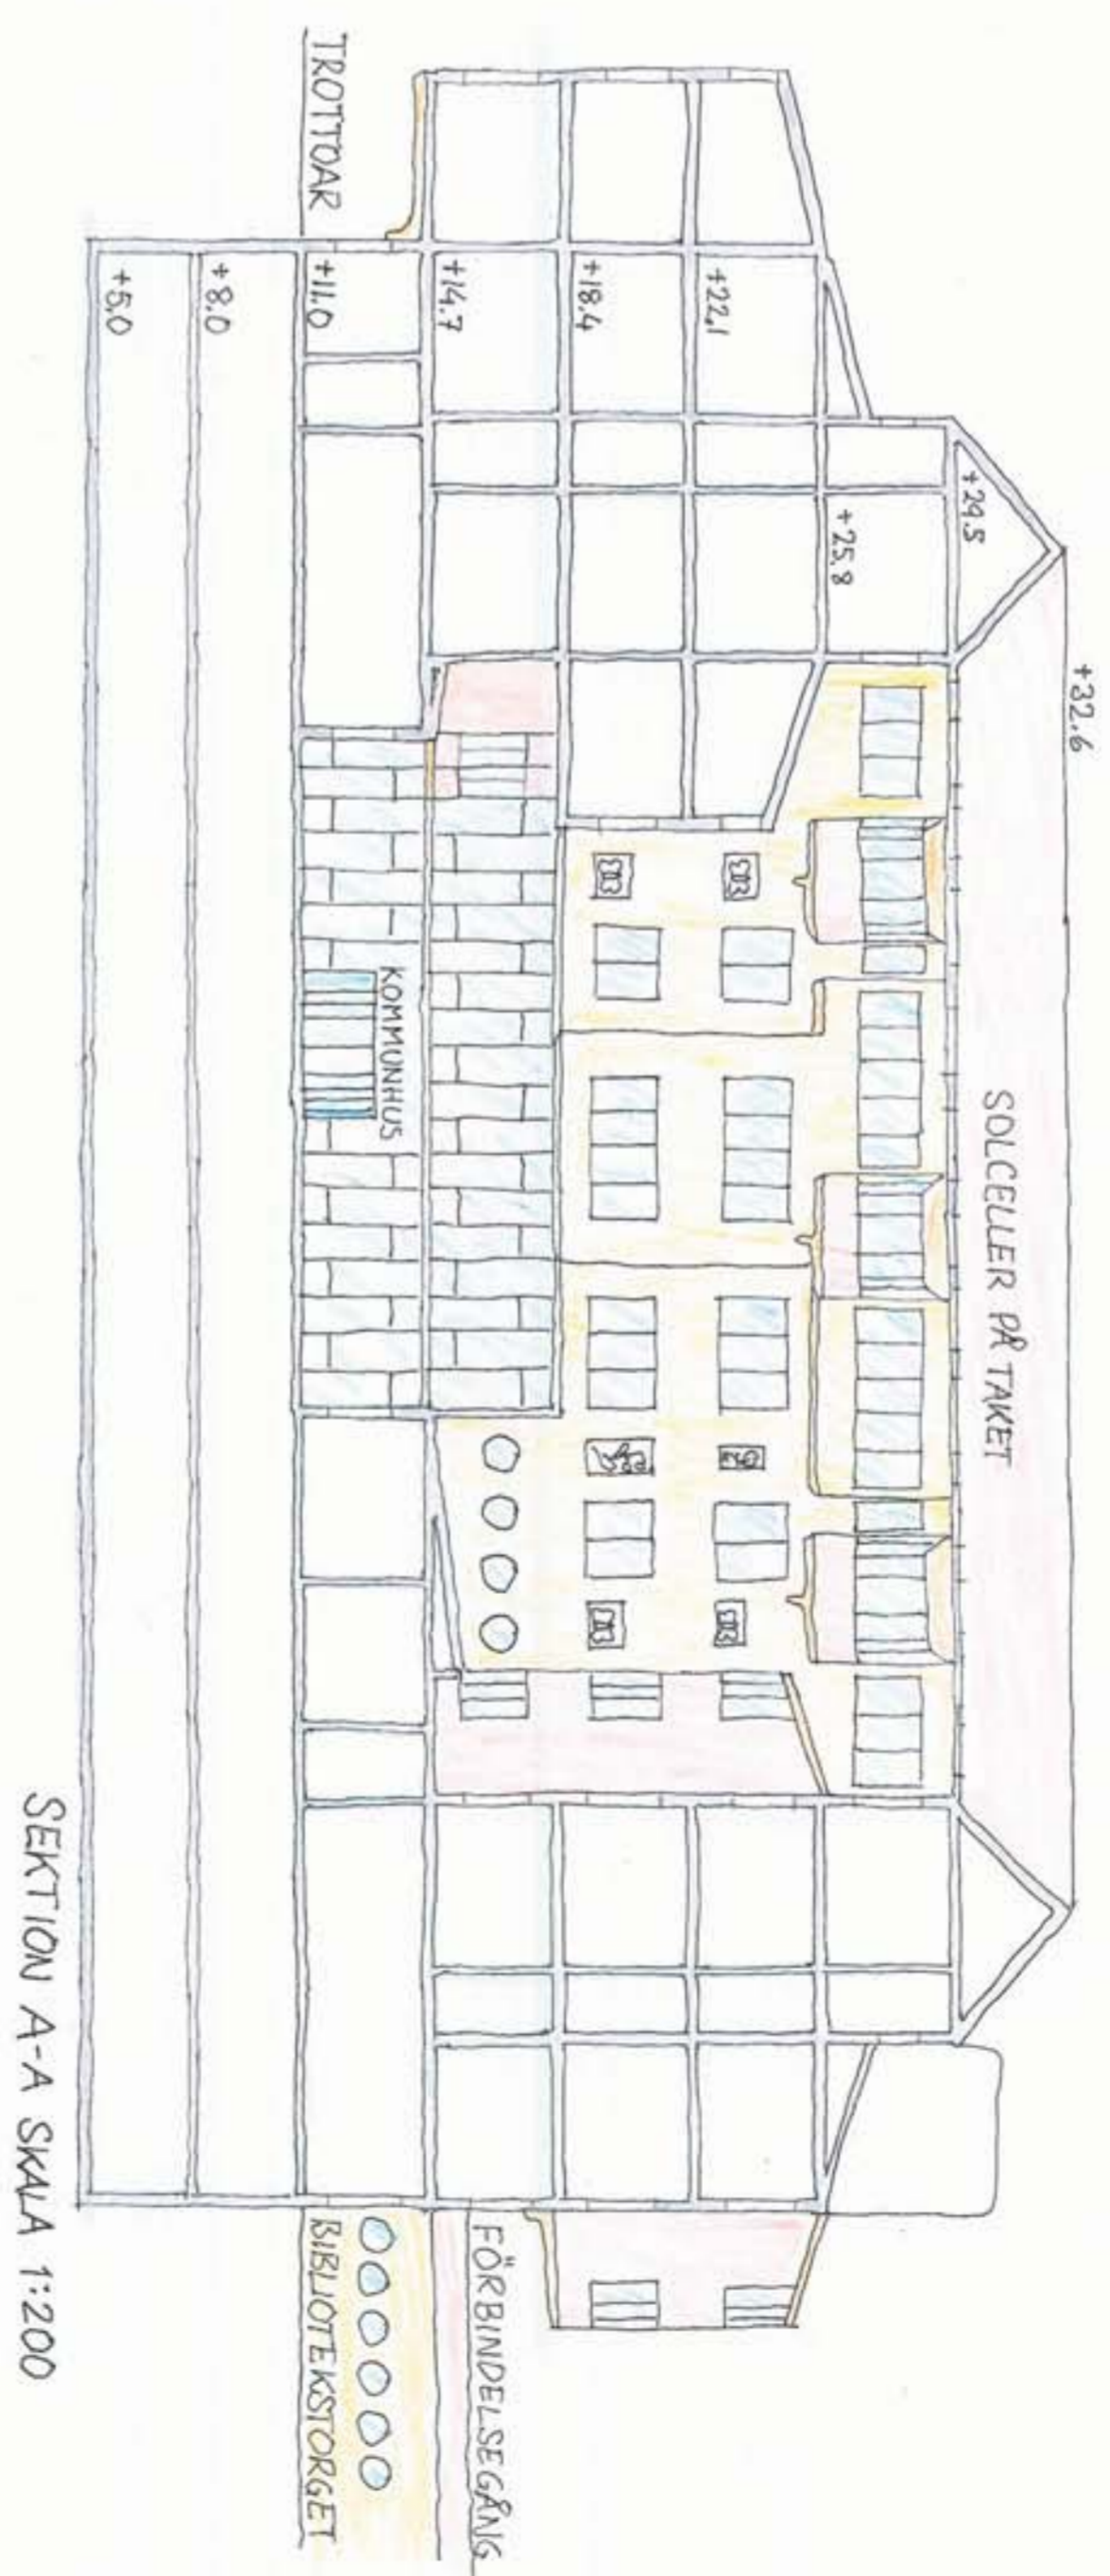 +32.6
SOLCELLER PÅ TAKET
+29.5
+25.8
+22,1
+18.4
+14.7
+11.0
+8.0
+5.0
TROTTOAR
KOMMUNHUS
FÖRBINDELSEGÅNG
BIBLIOTEKSTORGET
SEKTION A-A SKALA 1:200